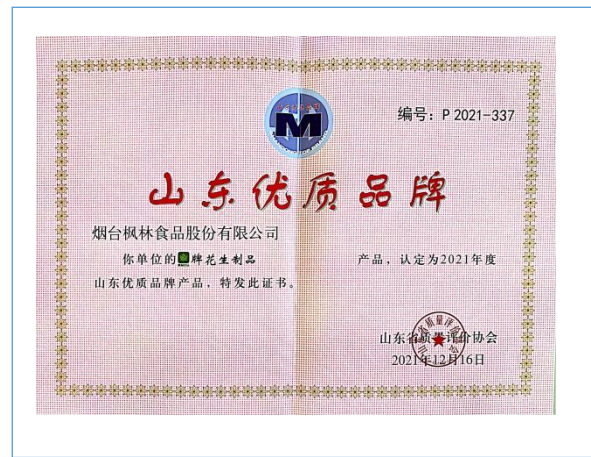 编号：P 2021-337
山东优质品牌
烟台枫林食品股份有限公司
你单位的牌花生制品 产品，认定为2021年度
山东优质品牌产品，特发此证书。
山东省质量评价协会
2021年12月16日